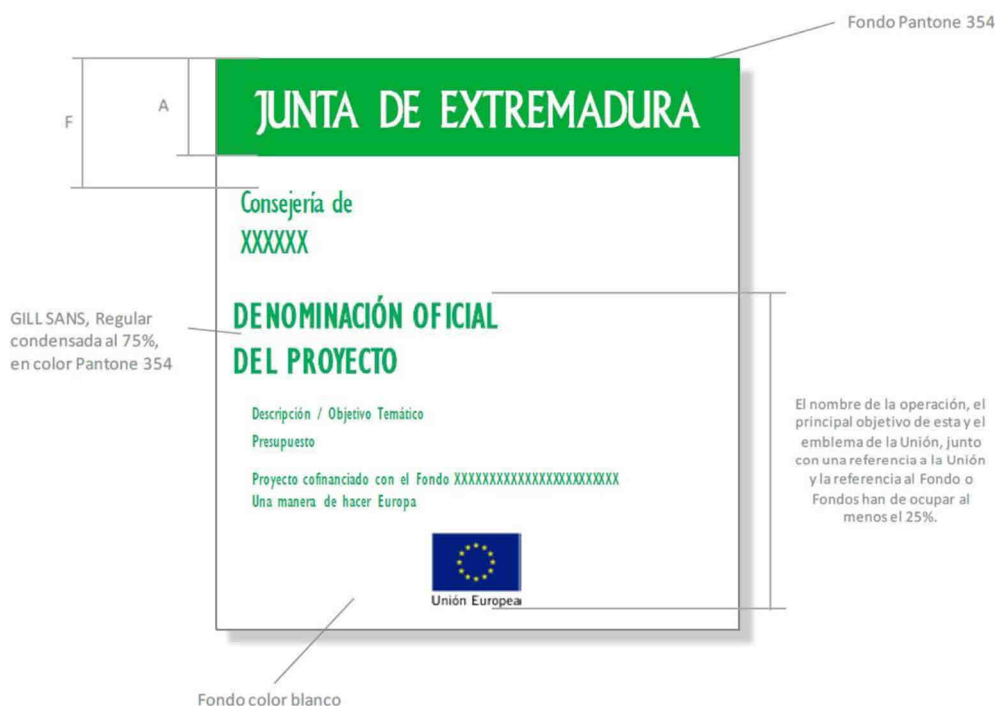 Fondo Pantone 354
F
A
JUNTA DE EXTREMADURA
Consejería de
XXXXXX
GILL SANS, Regular
condensada al 75%,
en color Pantone 354
DENOMINACIÓN OFICIAL
DEL PROYECTO
Descripción / Objetivo Temático
Presupuesto
Proyecto cofinanciado con el Fondo XXXXXXXXXXXXXXXXXXXXXXXX
Una manera de hacer Europa
El nombre de la operación, el
principal objetivo de esta y el
emblema de la Unión, junto
con una referencia a la Unión
y la referencia al Fondo o
Fondos han de ocupar al
menos el 25%.
Unión Europea
Fondo color blanco